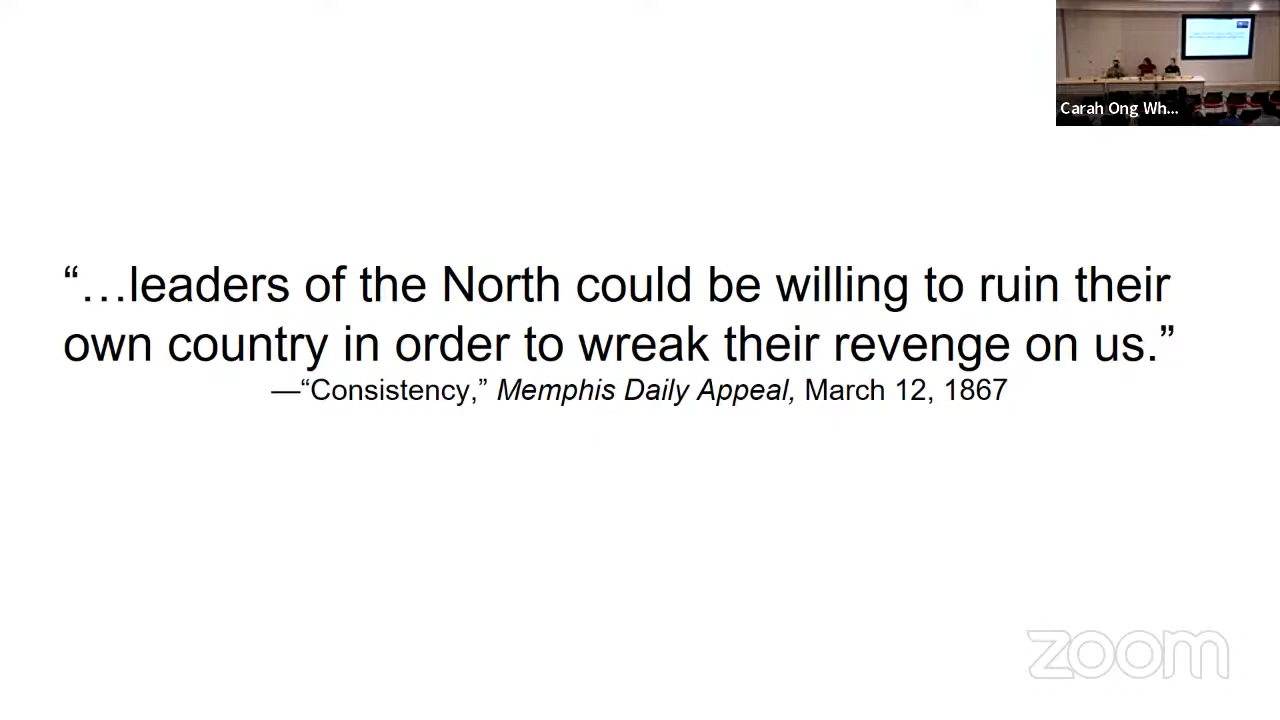 Carah Ong Wh...
“…leaders of the North could be willing to ruin their
own country in order to wreak their revenge on us.”
—“Consistency,” Memphis Daily Appeal, March 12, 1867
zoom